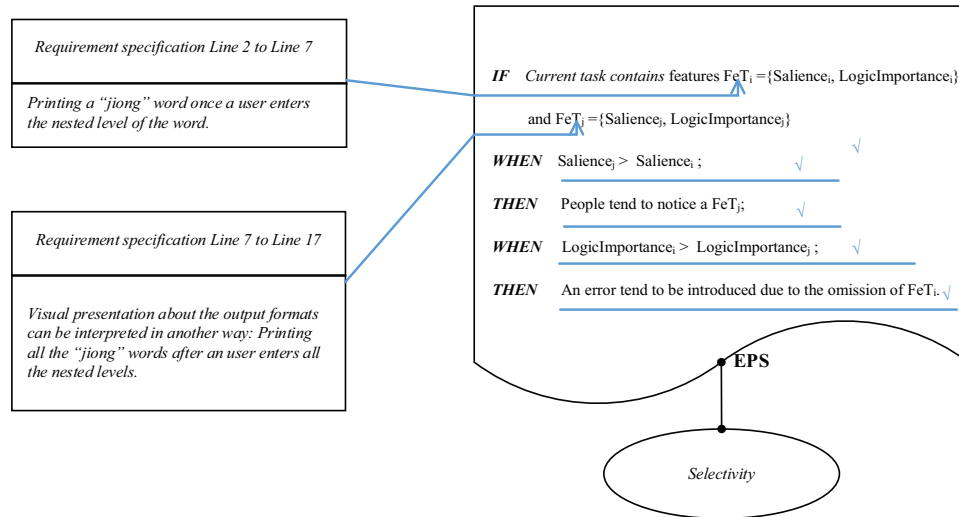 Requirement specification Line 2 to Line 7
Printing a “jiong” word once a user enters
the nested level of the word.
Requirement specification Line 7 to Line 17
Visual presentation about the output formats
can be interpreted in another way: Printing
all the “jiong” words after an user enters all
the nested levels.
IF Current task contains features FeTᵢ ={Salienceᵢ, LogicImportanceᵢ}
and FeTⱼ ={Salienceⱼ, LogicImportanceⱼ}
WHEN Salienceⱼ > Salienceᵢ ; √ √
THEN People tend to notice a FeTⱼ; √
WHEN LogicImportanceᵢ > LogicImportanceⱼ ; √
THEN An error tend to be introduced due to the omission of FeTᵢ. √
EPS
Selectivity